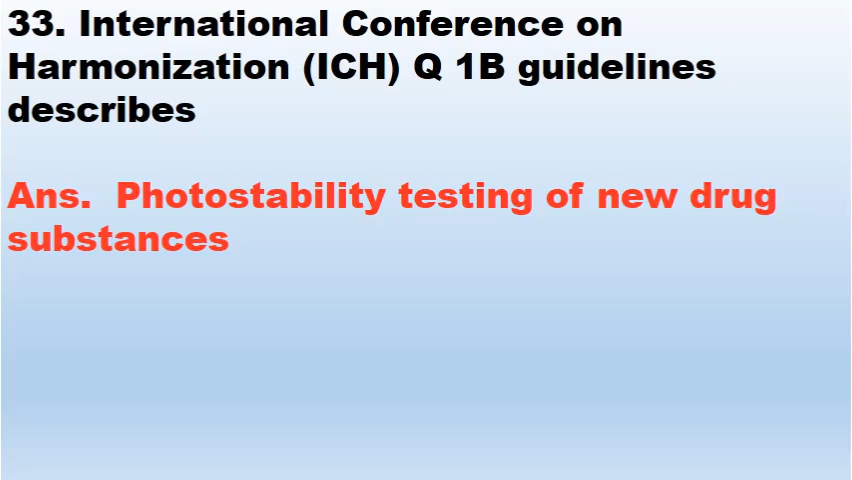 33. International Conference on
Harmonization (ICH) Q 1B guidelines
describes
Ans.  Photostability testing of new drug
substances